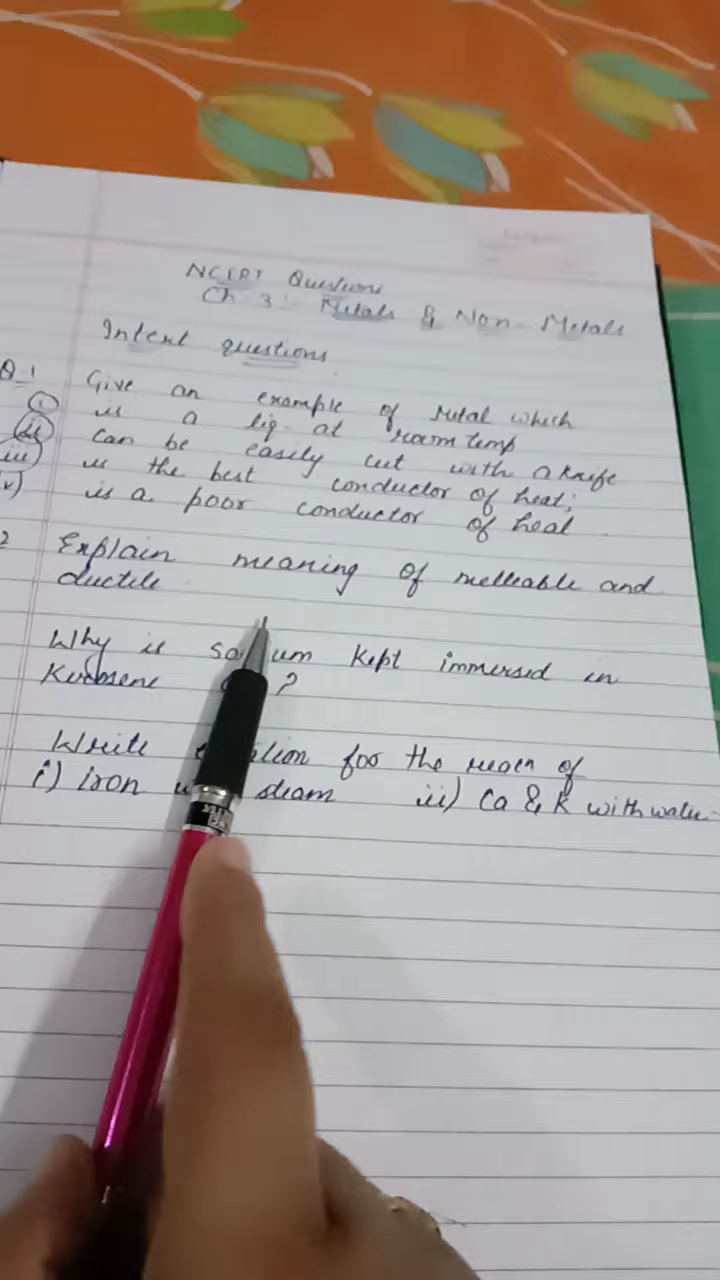 NCERT Questions
Ch 3 :- Metals & Non-Metals
Intext questions
Q.1 Give an example of metal which
i) is a liq at room temp
ii) can be easily cut with a knife
iii) is the best conductor of heat;
v) is a poor conductor of heat.
2 Explain meaning of melleable and
ductile
Why is um kept immersed in
Kerosene ?
Write for the reacn of
i) iron steam ii) Ca & K with water